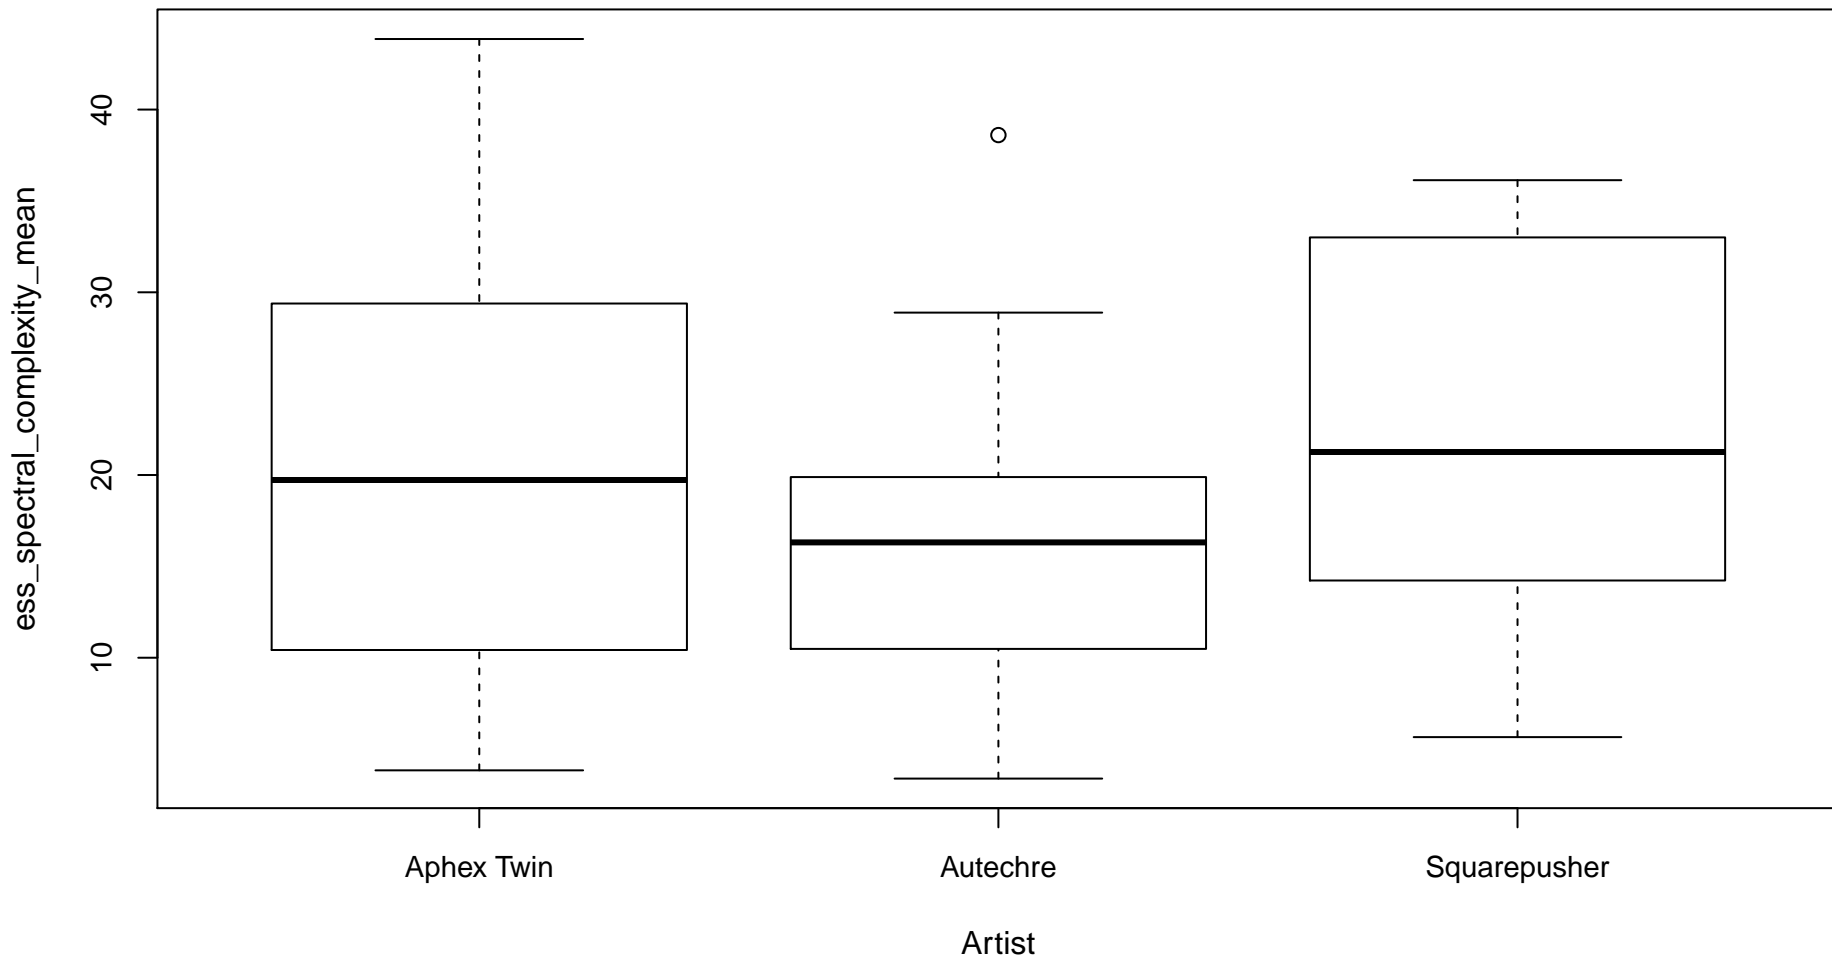 ess_spectral_complexity_mean
40
30
20
10
Aphex Twin Autechre Squarepusher
Artist